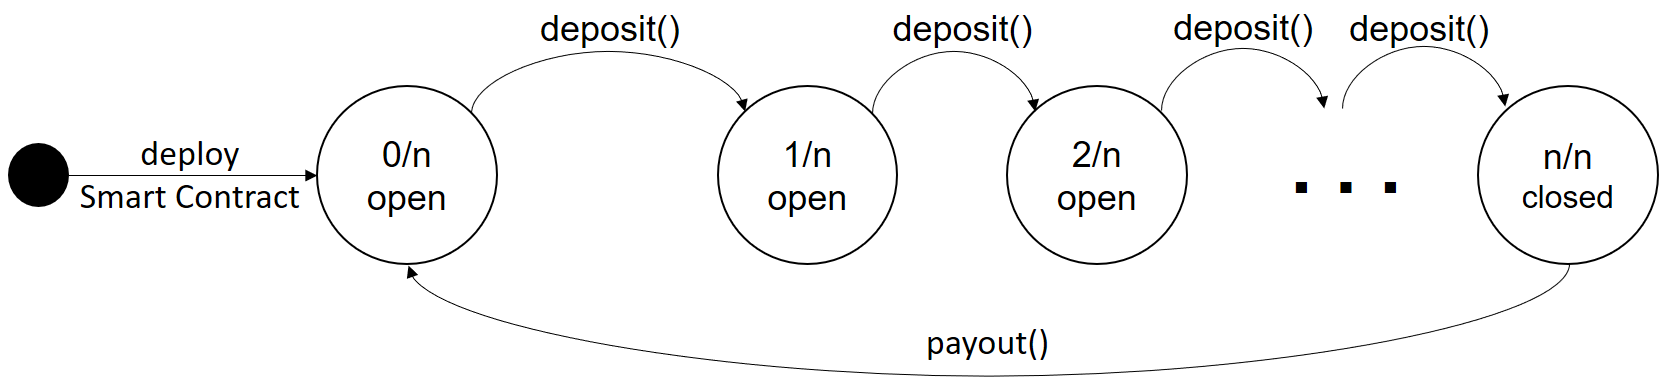 deposit()
deposit()
deposit()
deposit()
deploy
Smart Contract
0/n
open
1/n
open
2/n
open
. . .
n/n
closed
payout()